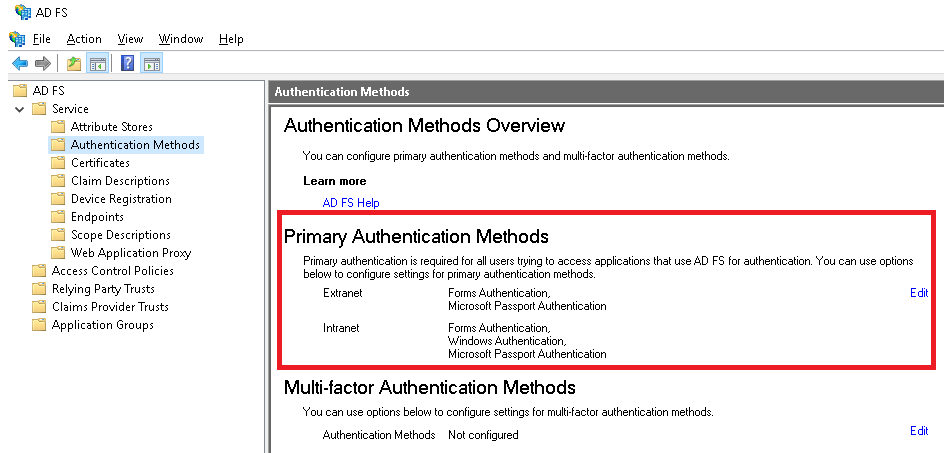 AD FS
File Action View Window Help
AD FS
Service
Attribute Stores
Authentication Methods
Certificates
Claim Descriptions
Device Registration
Endpoints
Scope Descriptions
Web Application Proxy
Access Control Policies
Relying Party Trusts
Claims Provider Trusts
Application Groups
Authentication Methods
Authentication Methods Overview
You can configure primary authentication methods and multi-factor authentication methods.
Learn more
AD FS Help
Primary Authentication Methods
Primary authentication is required for all users trying to access applications that use AD FS for authentication. You can use options
below to configure settings for primary authentication methods.
Extranet Forms Authentication, Edit
Microsoft Passport Authentication
Intranet Forms Authentication,
Windows Authentication,
Microsoft Passport Authentication
Multi-factor Authentication Methods
You can use options below to configure settings for multi-factor authentication methods.
Authentication Methods Not configured Edit